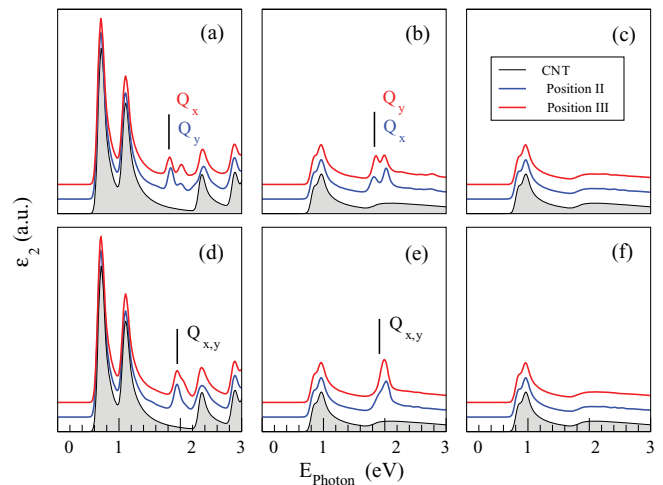 (a)
(b)
(c)
CNT
Position II
Position III
Qx
Qy
Qy
Qx
ε2 (a.u.)
(d)
(e)
(f)
Qx,y
Qx,y
0 1 2 3
0 1 2 3
0 1 2 3
EPhoton (eV)